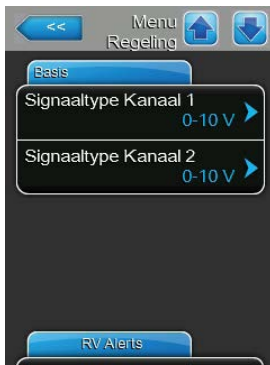 <<
Menu
Regeling
Basis
Signaaltype Kanaal 1
0-10 V
Signaaltype Kanaal 2
0-10 V
RV Alerts